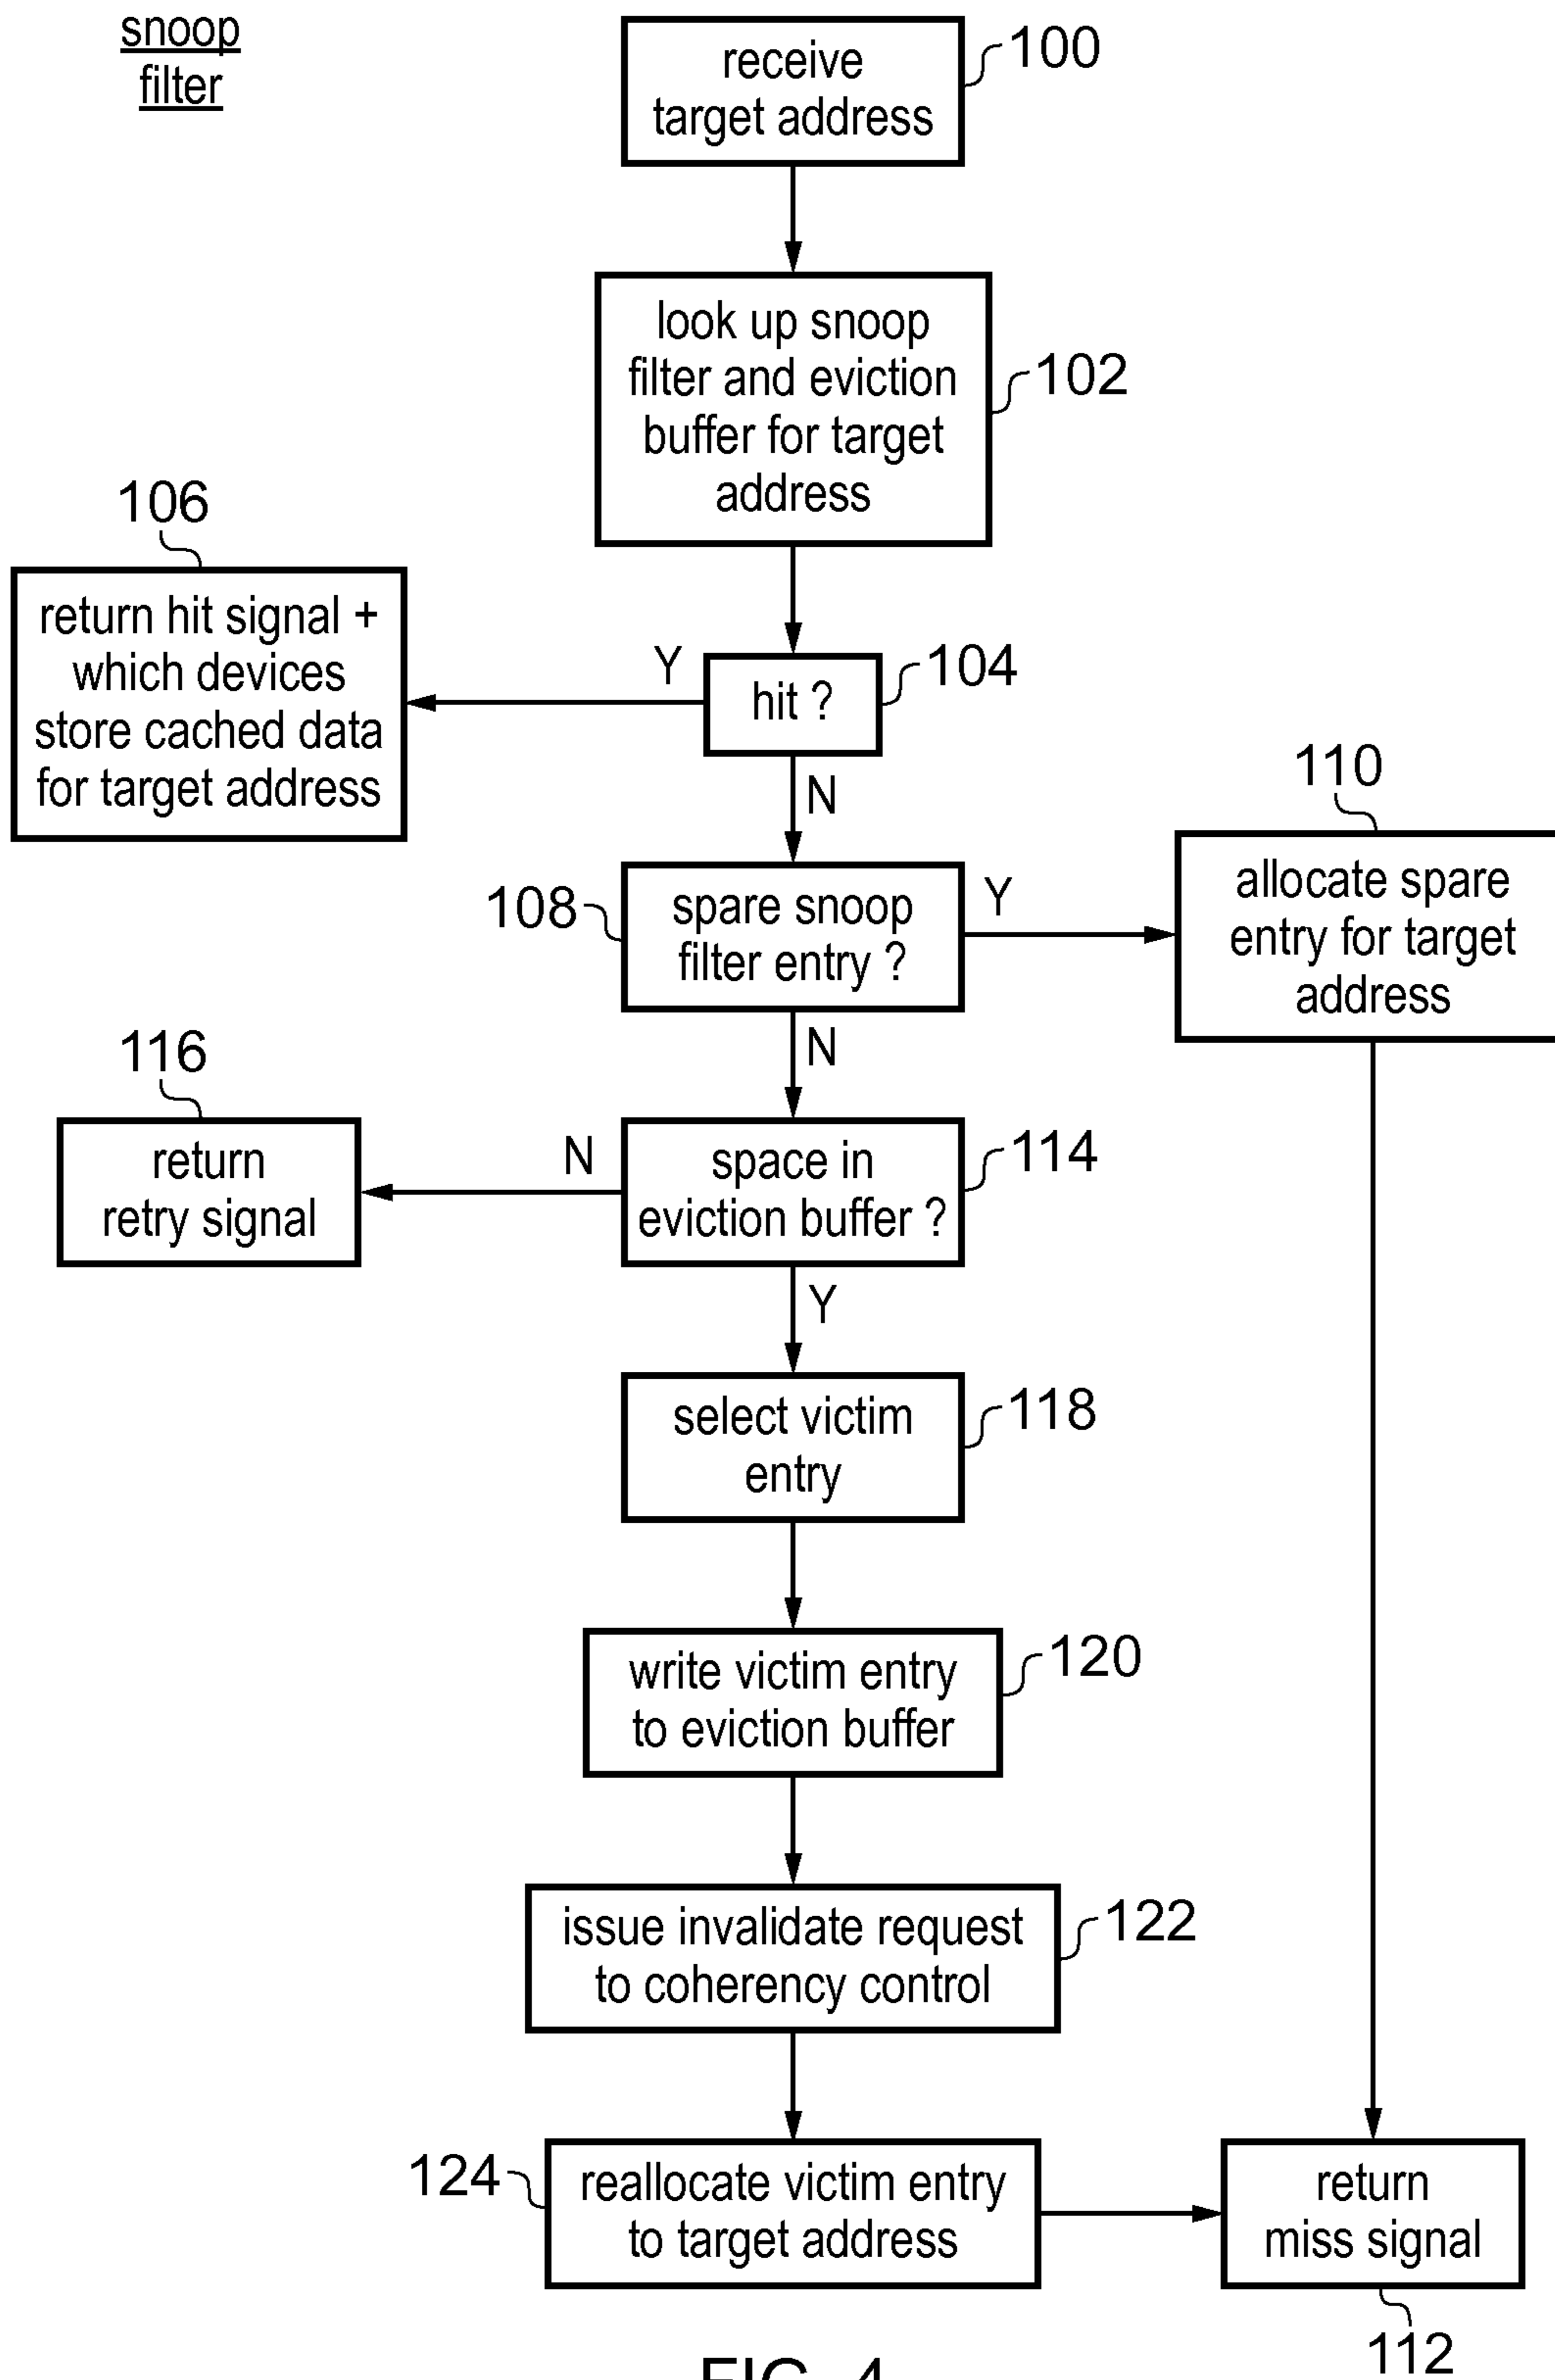 snoop
filter
receive
target address
100
look up snoop
filter and eviction
buffer for target
address
102
106
return hit signal +
which devices
store cached data
for target address
Y
hit ?
104
N
110
108
spare snoop
filter entry ?
Y
allocate spare
entry for target
address
N
116
return
retry signal
N
space in
eviction buffer ?
114
Y
select victim
entry
118
write victim entry
to eviction buffer
120
issue invalidate request
to coherency control
122
124
reallocate victim entry
to target address
return
miss signal
112
FIG. 4